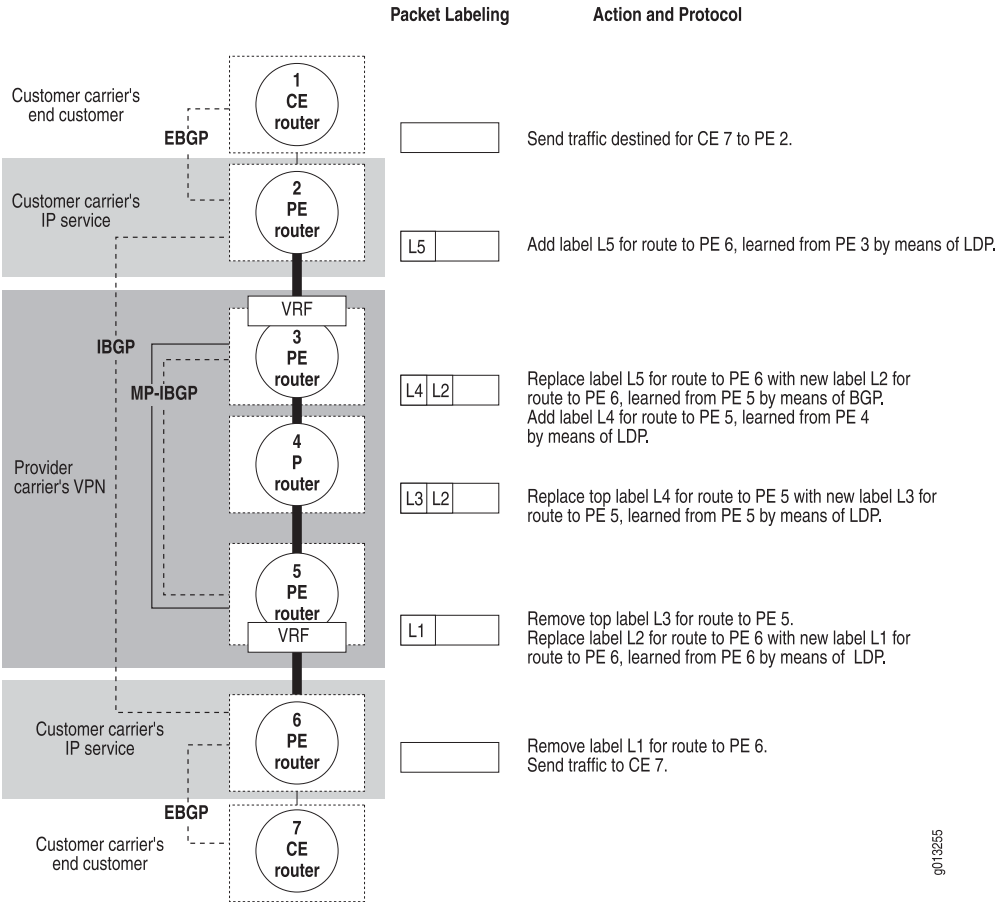 Packet Labeling
Action and Protocol
Customer carrier's
end customer
EBGP
1
CE
router
Send traffic destined for CE 7 to PE 2.
Customer carrier's
IP service
2
PE
router
L5
Add label L5 for route to PE 6, learned from PE 3 by means of LDP.
VRF
IBGP
MP-IBGP
3
PE
router
L4 L2
Replace label L5 for route to PE 6 with new label L2 for
route to PE 6, learned from PE 5 by means of BGP.
Add label L4 for route to PE 5, learned from PE 4
by means of LDP.
Provider
carrier's VPN
4
P
router
L3 L2
Replace top label L4 for route to PE 5 with new label L3 for
route to PE 5, learned from PE 5 by means of LDP.
5
PE
router
VRF
L1
Remove top label L3 for route to PE 5.
Replace label L2 for route to PE 6 with new label L1 for
route to PE 6, learned from PE 6 by means of LDP.
Customer carrier's
IP service
6
PE
router
Remove label L1 for route to PE 6.
Send traffic to CE 7.
EBGP
Customer carrier's
end customer
7
CE
router
g013255